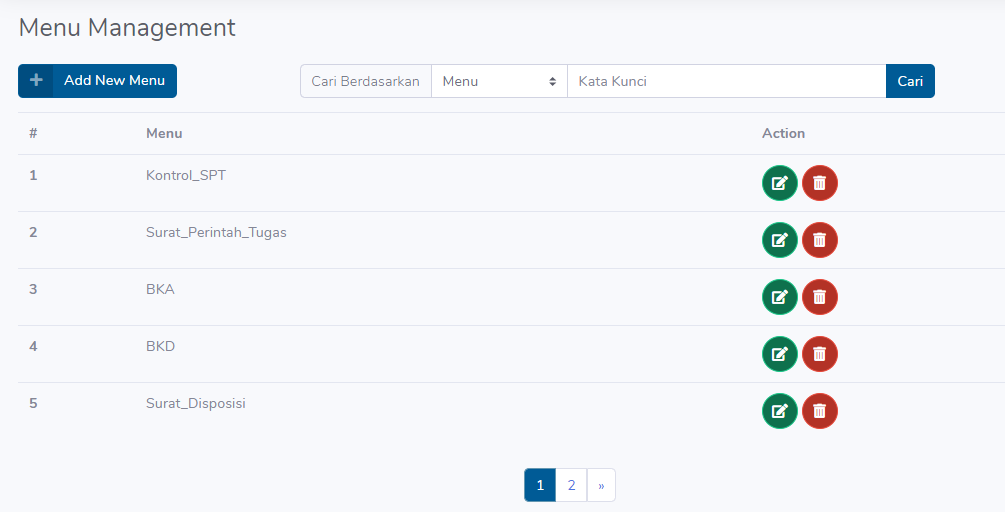 Menu Management
+ Add New Menu
Cari Berdasarkan Menu Kata Kunci Cari
# Menu Action
1 Kontrol_SPT
2 Surat_Perintah_Tugas
3 BKA
4 BKD
5 Surat_Disposisi
1 2 »